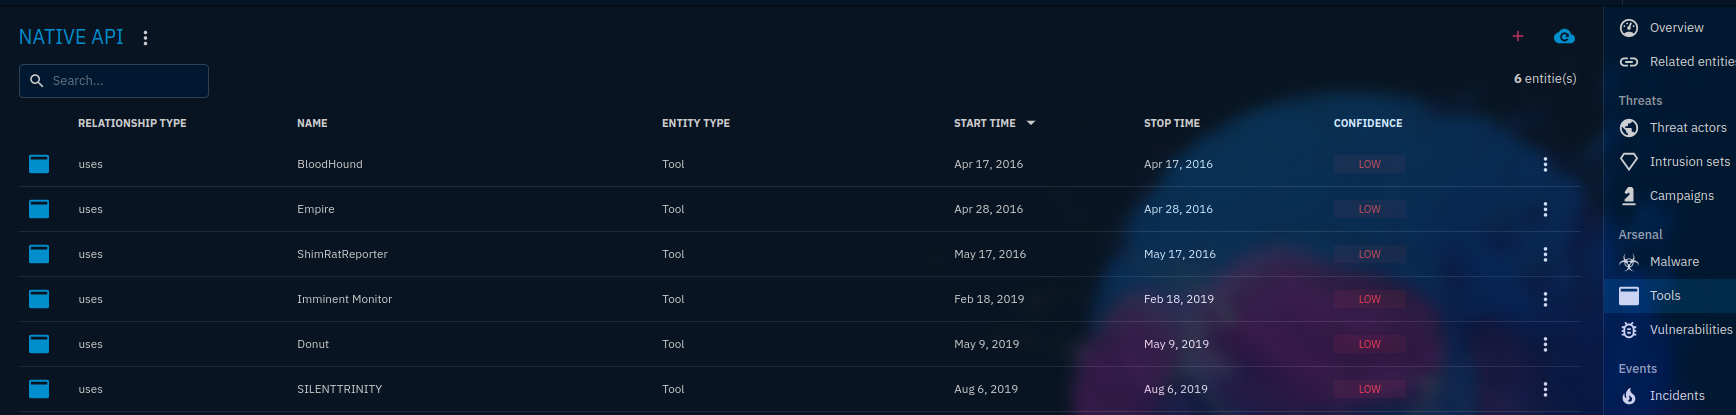 NATIVE API
Search...
6 entitie(s)
RELATIONSHIP TYPE NAME ENTITY TYPE START TIME STOP TIME CONFIDENCE
uses BloodHound Tool Apr 17, 2016 Apr 17, 2016 LOW
uses Empire Tool Apr 28, 2016 Apr 28, 2016 LOW
uses ShimRatReporter Tool May 17, 2016 May 17, 2016 LOW
uses Imminent Monitor Tool Feb 18, 2019 Feb 18, 2019 LOW
uses Donut Tool May 9, 2019 May 9, 2019 LOW
uses SILENTTRINITY Tool Aug 6, 2019 Aug 6, 2019 LOW
Overview
Related entities
Threats
Threat actors
Intrusion sets
Campaigns
Arsenal
Malware
Tools
Vulnerabilities
Events
Incidents